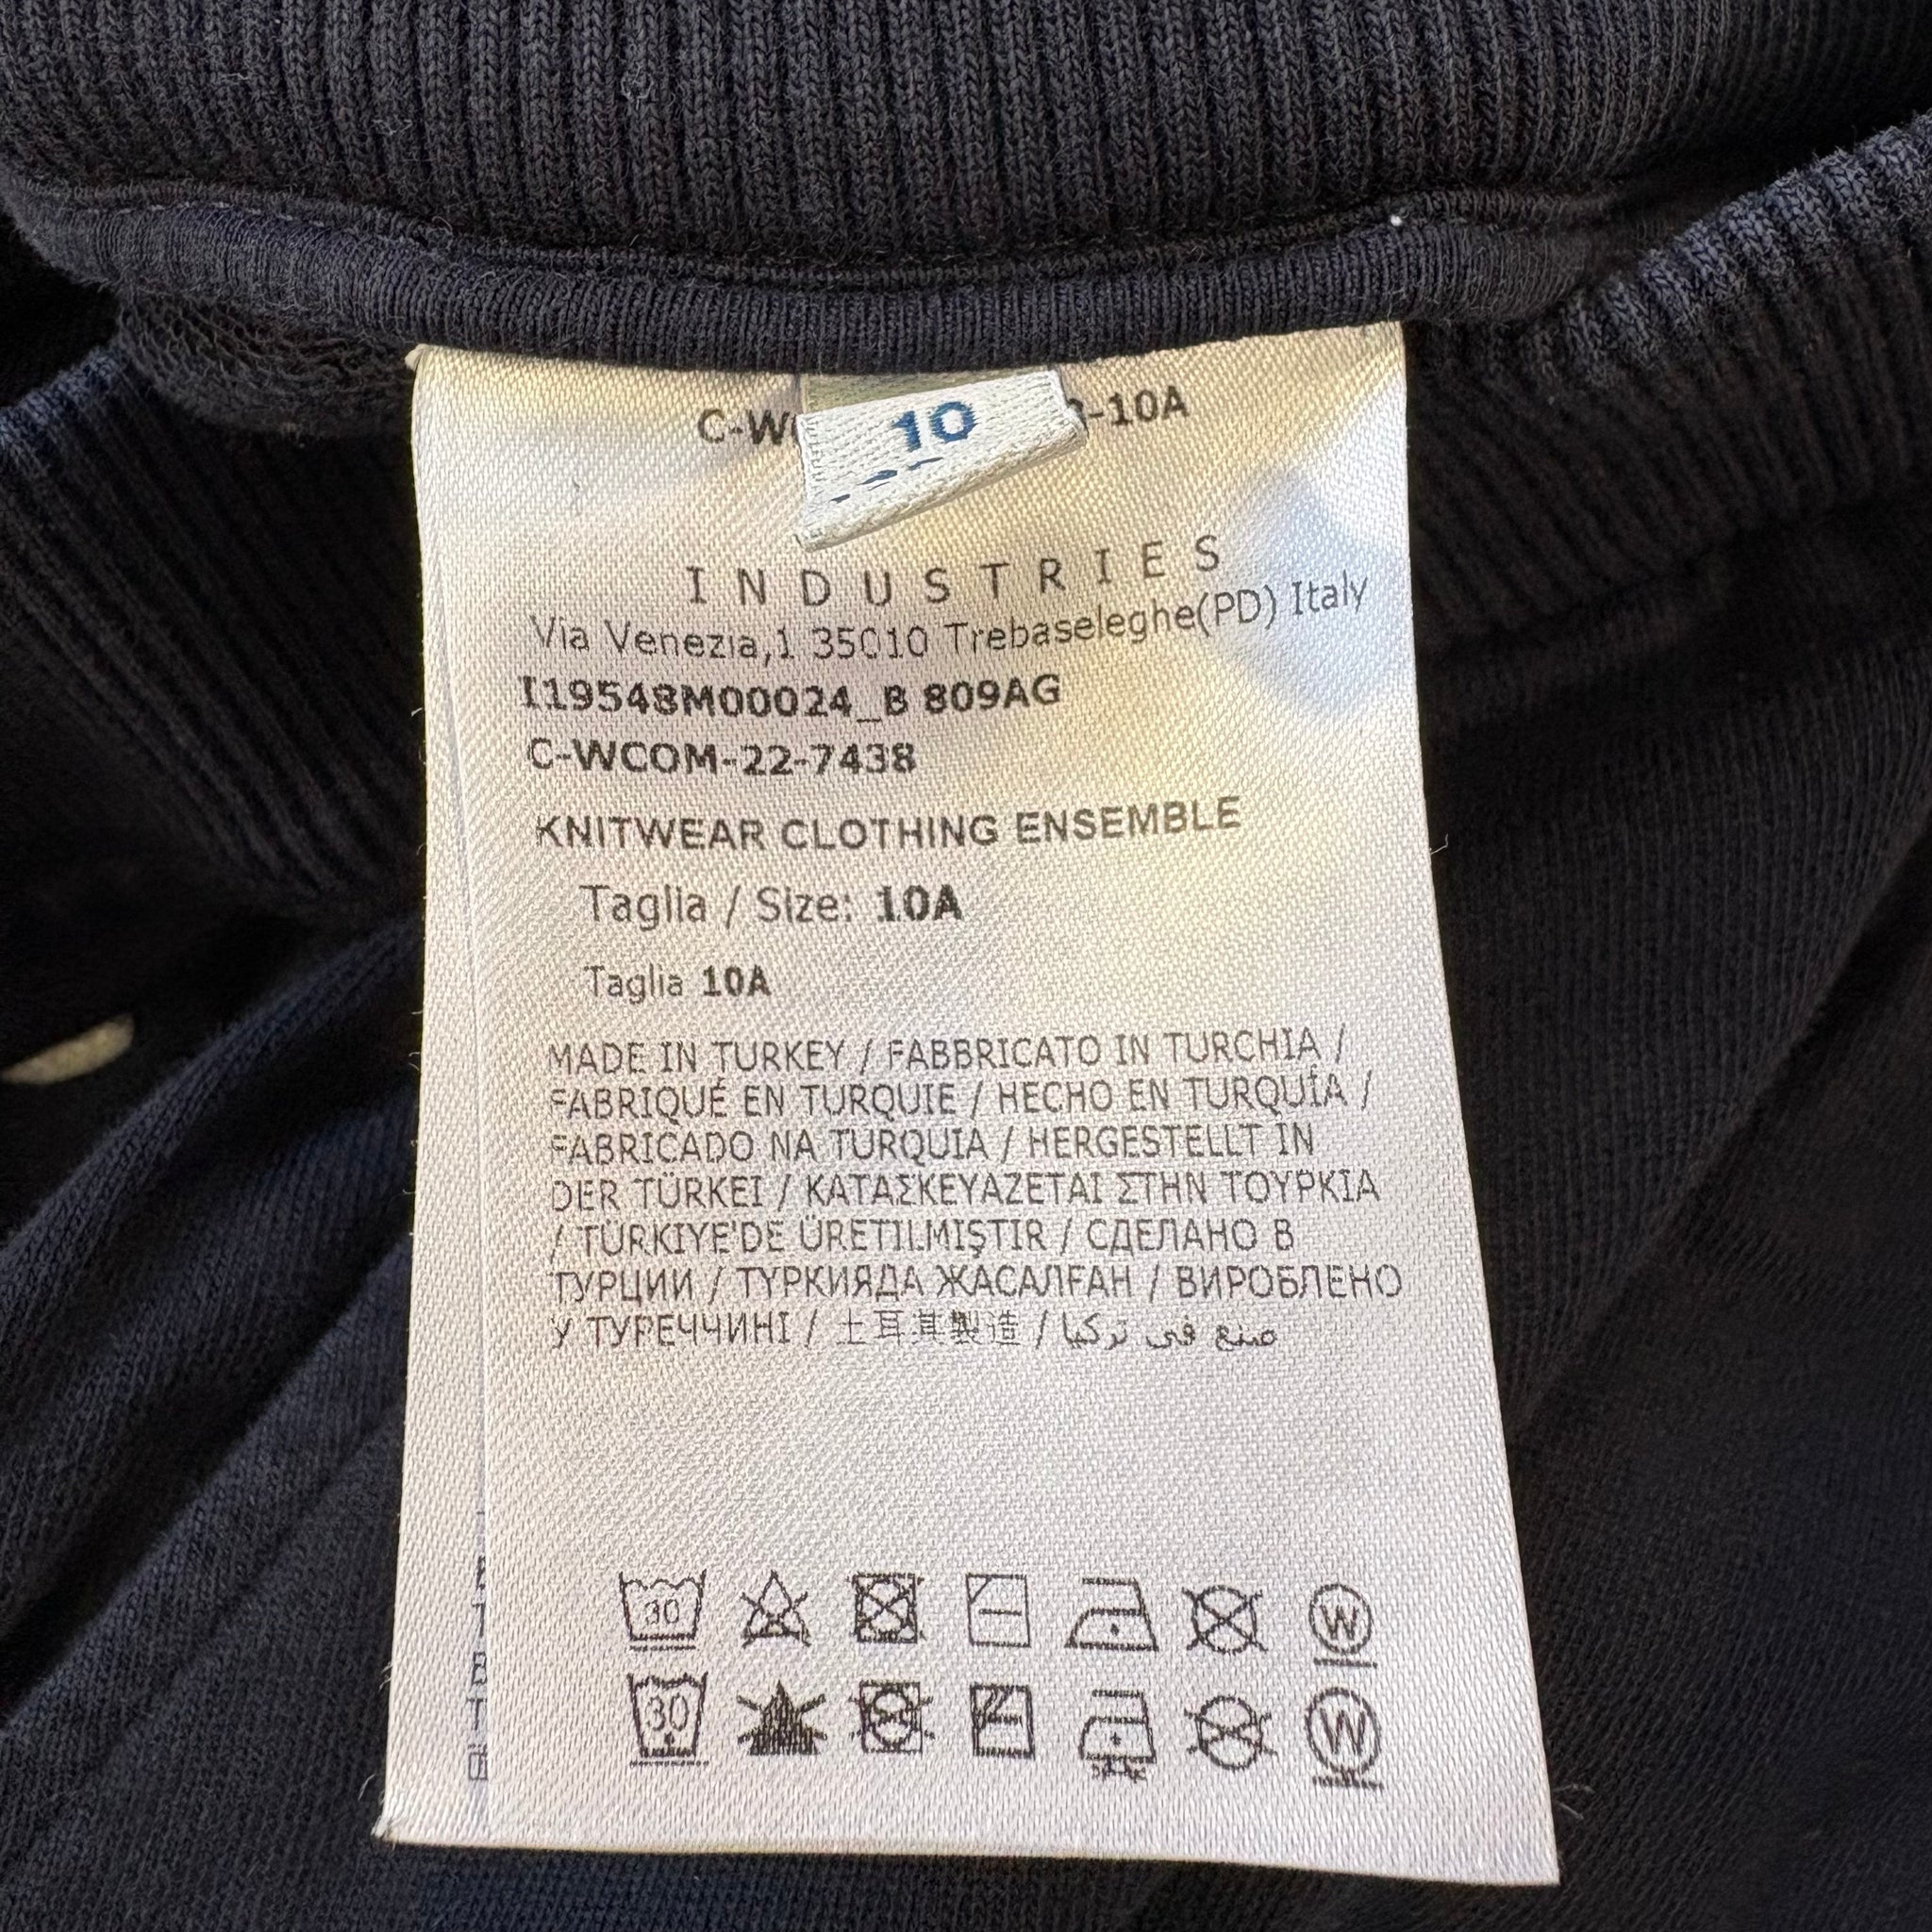 10
-10A
INDUSTRIES
Via Venezia,1 35010 Trebaseleghe(PD) Italy
I19548M00024_B 809AG
C-WCOM-22-7438
KNITWEAR CLOTHING ENSEMBLE
Taglia / Size: 10A
Taglia 10A
MADE IN TURKEY / FABBRICATO IN TURCHIA /
FABRIQUÉ EN TURQUIE / HECHO EN TURQUÍA /
FABRICADO NA TURQUIA / HERGESTELLT IN
DER TÜRKEI / ΚΑΤΑΣΚΕΥΑΖΕΤΑΙ ΣΤΗΝ ΤΟΥΡΚΙΑ
/ TÜRKIYE'DE ÜRETILMIŞTIR / СДЕЛАНО В
ТУРЦИИ / ТҮРКИЯДА ЖАСАЛҒАН / ВИРОБЛЕНО
У ТУРЕЧЧИНІ / 土耳其製造 / صنع في تركيا
30 W
30 W